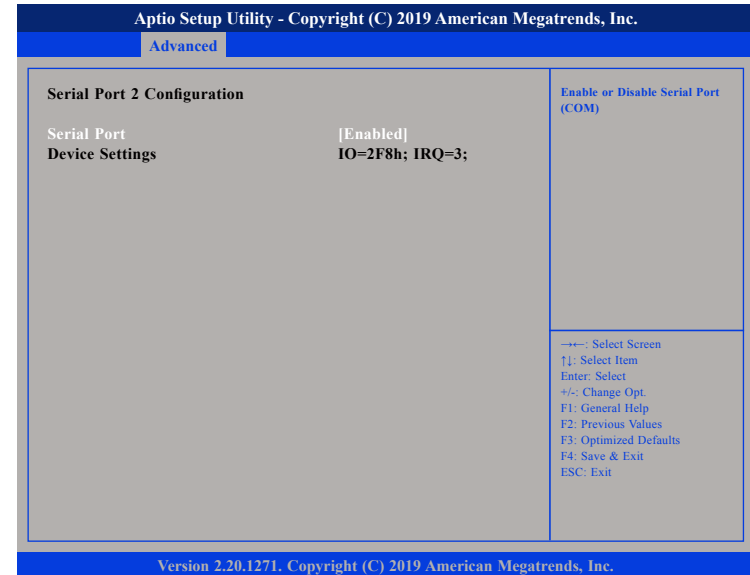 Aptio Setup Utility - Copyright (C) 2019 American Megatrends, Inc.
Advanced
Serial Port 2 Configuration
Serial Port [Enabled]
Device Settings IO=2F8h; IRQ=3;
Enable or Disable Serial Port
(COM)
→←: Select Screen
↑↓: Select Item
Enter: Select
+/-: Change Opt.
F1: General Help
F2: Previous Values
F3: Optimized Defaults
F4: Save & Exit
ESC: Exit
Version 2.20.1271. Copyright (C) 2019 American Megatrends, Inc.